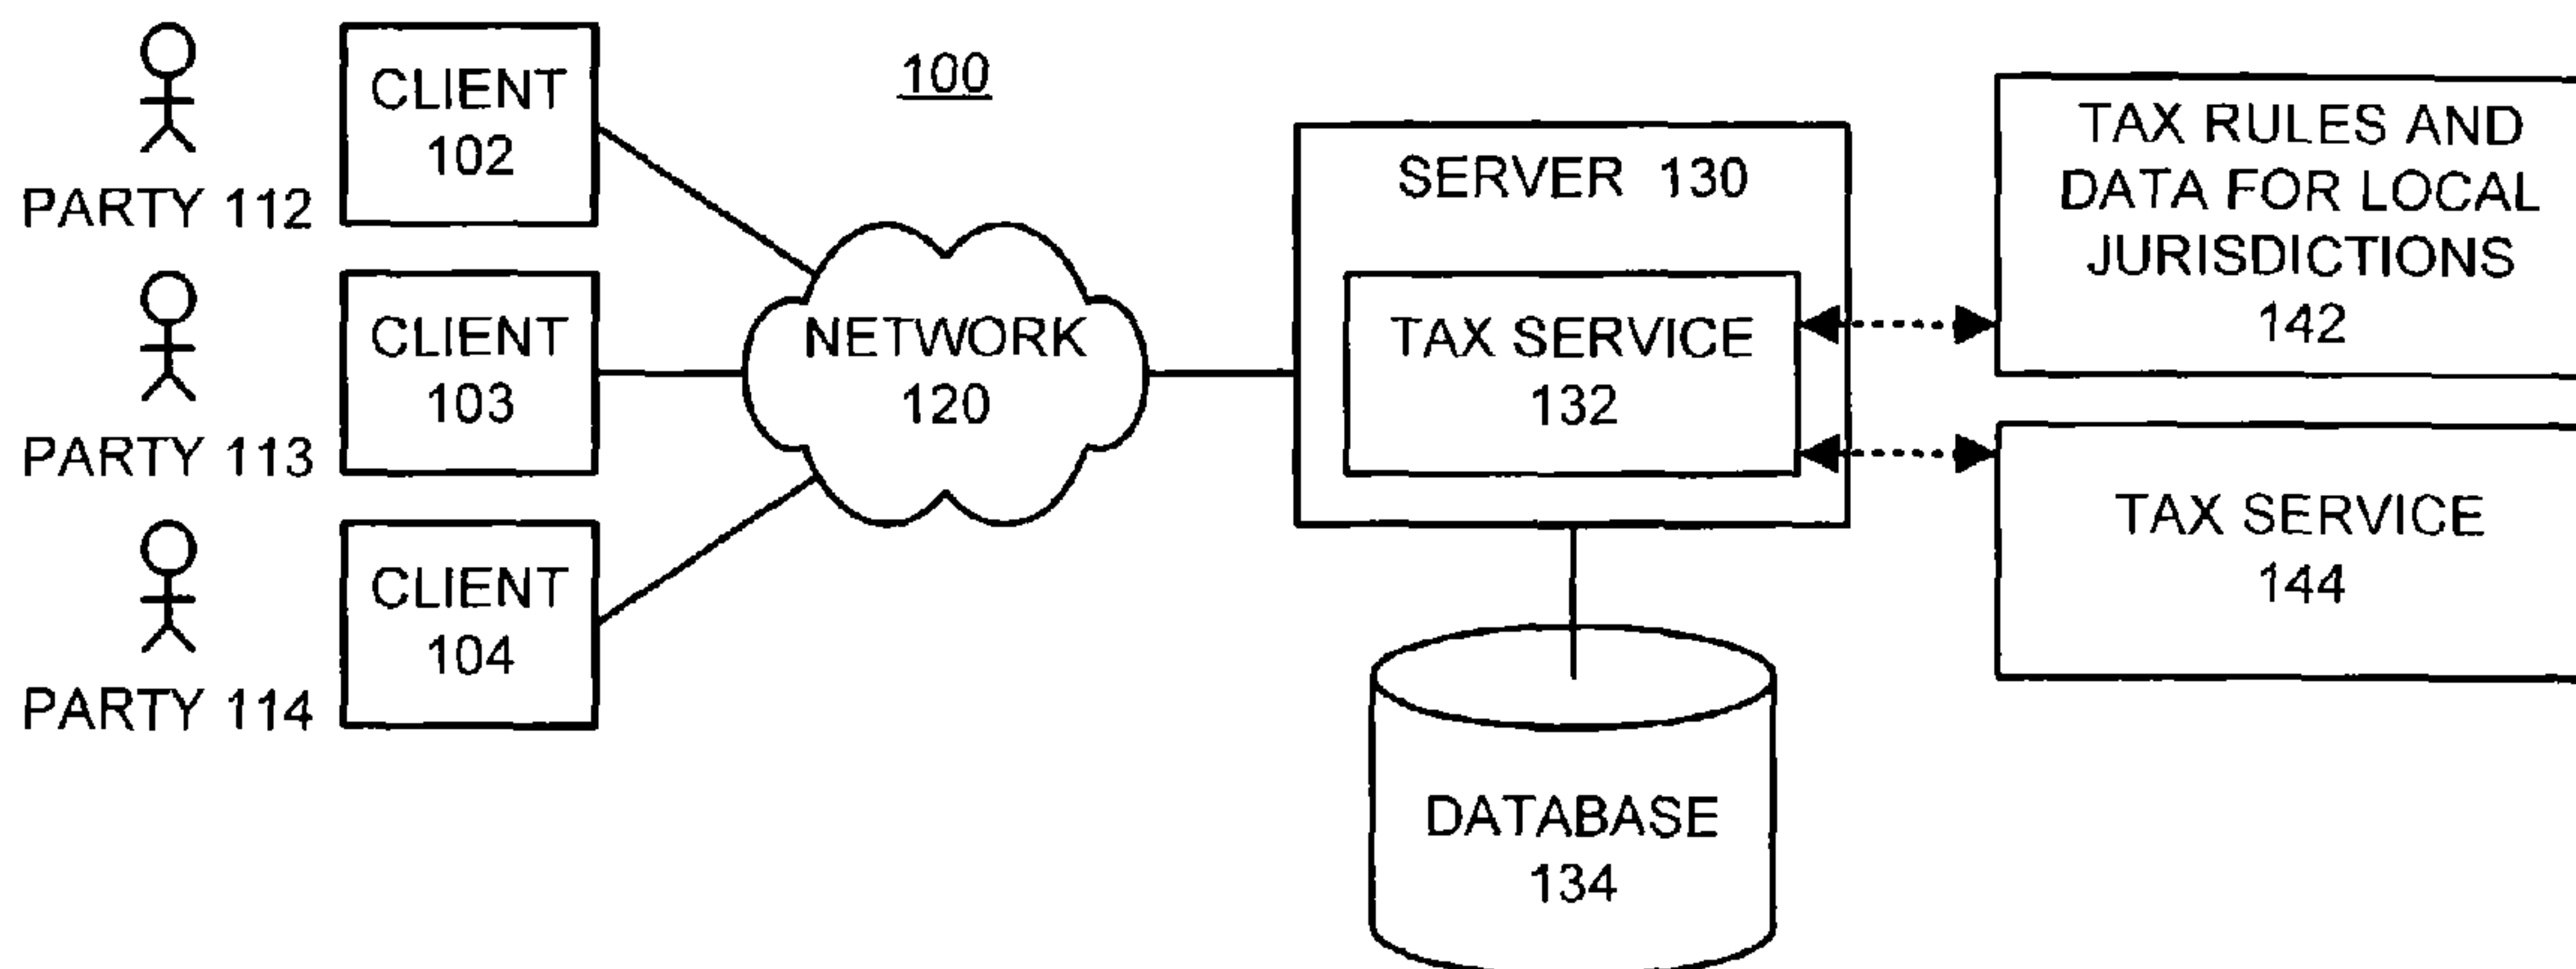 100
CLIENT
102
PARTY 112
CLIENT
103
PARTY 113
CLIENT
104
PARTY 114
NETWORK
120
SERVER 130
TAX SERVICE
132
DATABASE
134
TAX RULES AND
DATA FOR LOCAL
JURISDICTIONS
142
TAX SERVICE
144